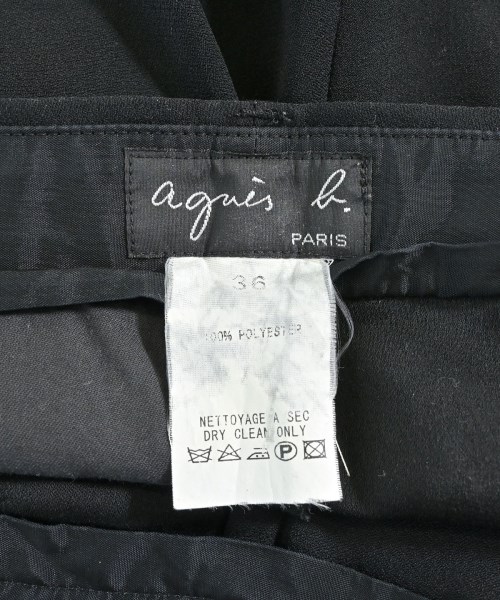 agnès b.
PARIS
36
100% POLYESTER
NETTOYAGE A SEC
DRY CLEAN ONLY
P